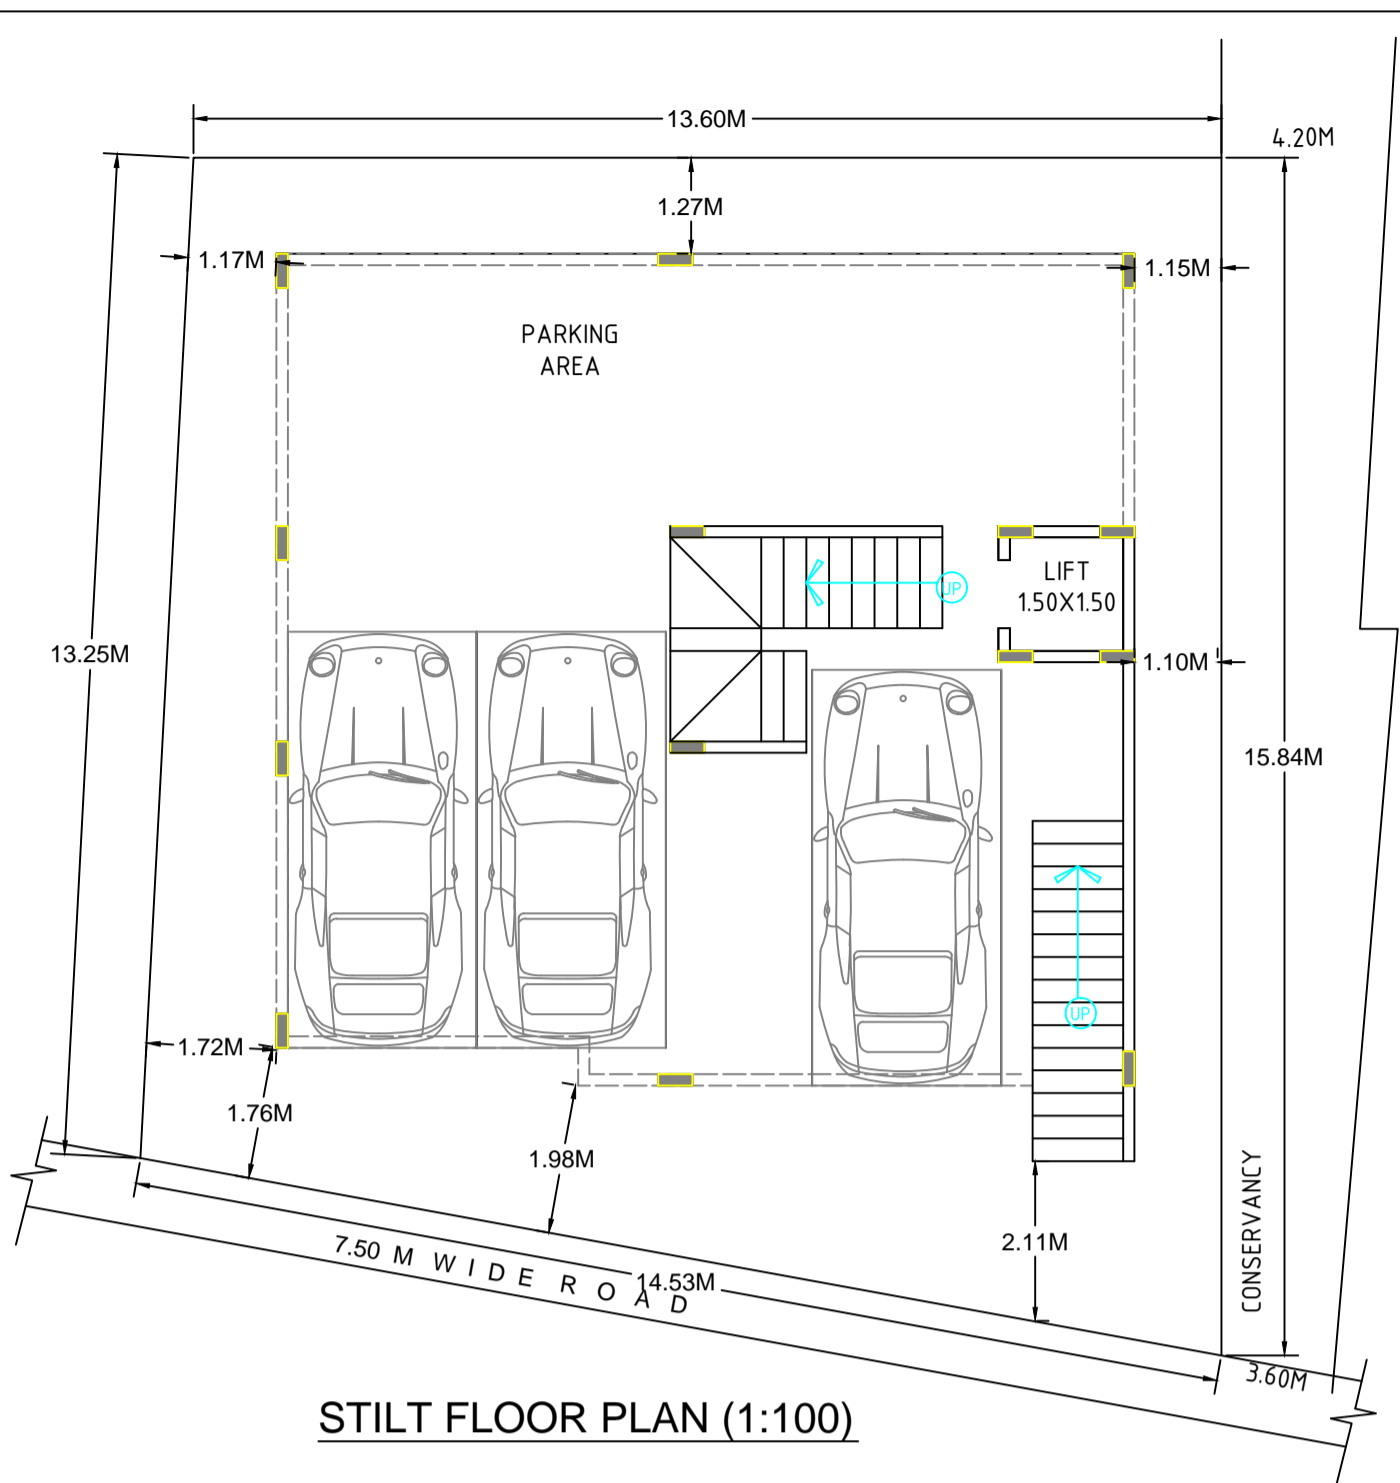 13.60M
4.20M
1.27M
1.17M
1.15M
PARKING
AREA
LIFT
1.50X1.50
UP
13.25M
1.10M
15.84M
UP
1.72M
1.76M
1.98M
2.11M
CONSERVANCY
7.50 M WIDE ROAD
14.53M
3.60M
STILT FLOOR PLAN (1:100)